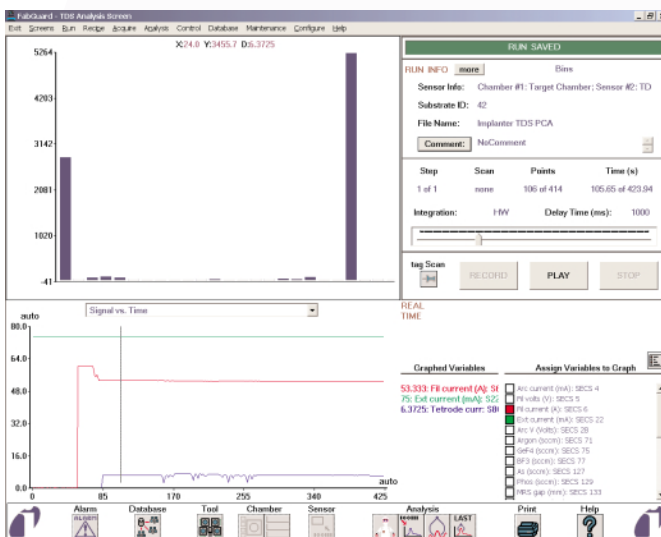 FabGuard - TDS Analysis Screen
Exit Screens Run Recipe Acquire Analysis Control Database Maintenance Configure Help
X:24.0 Y:3455.7 D:6.3725
5264
4203
3142
2081
1020
-41
RUN SAVED
RUN INFO more Bins
Sensor Info: Chamber #1: Target Chamber; Sensor #2: TD
Substrate ID: 42
File Name: Implanter TDS PCA
Comment: NoComment
Step Scan Points Time (s)
1 of 1 none 106 of 414 105.65 of 423.94
Integration: HW Delay Time (ms): 1000
tag Scan
RECORD PLAY STOP
auto Signal vs. Time
80.0
64.0
48.0
32.0
16.0
0.0
0 85 170 255 340 425
auto
REAL
TIME
Graphed Variables
53.333: Fil current (A): SE
75: Ext current (mA): S22
6.3725: Tetrode curr: S80
Assign Variables to Graph
Arc current (mA): SECS 4
Fil volts (V): SECS 5
Fil current (A): SECS 6
Ext current (mA): SECS 22
Arc V (Volts): SECS 28
Argon (sccm): SECS 71
GeF4 (sccm): SECS 75
BF3 (sccm): SECS 77
As (sccm): SECS 127
Phos (sccm): SECS 129
MRS gap (mm): SECS 133
Alarm Database Tool Chamber Sensor Analysis Print Help
ALARM
LAST